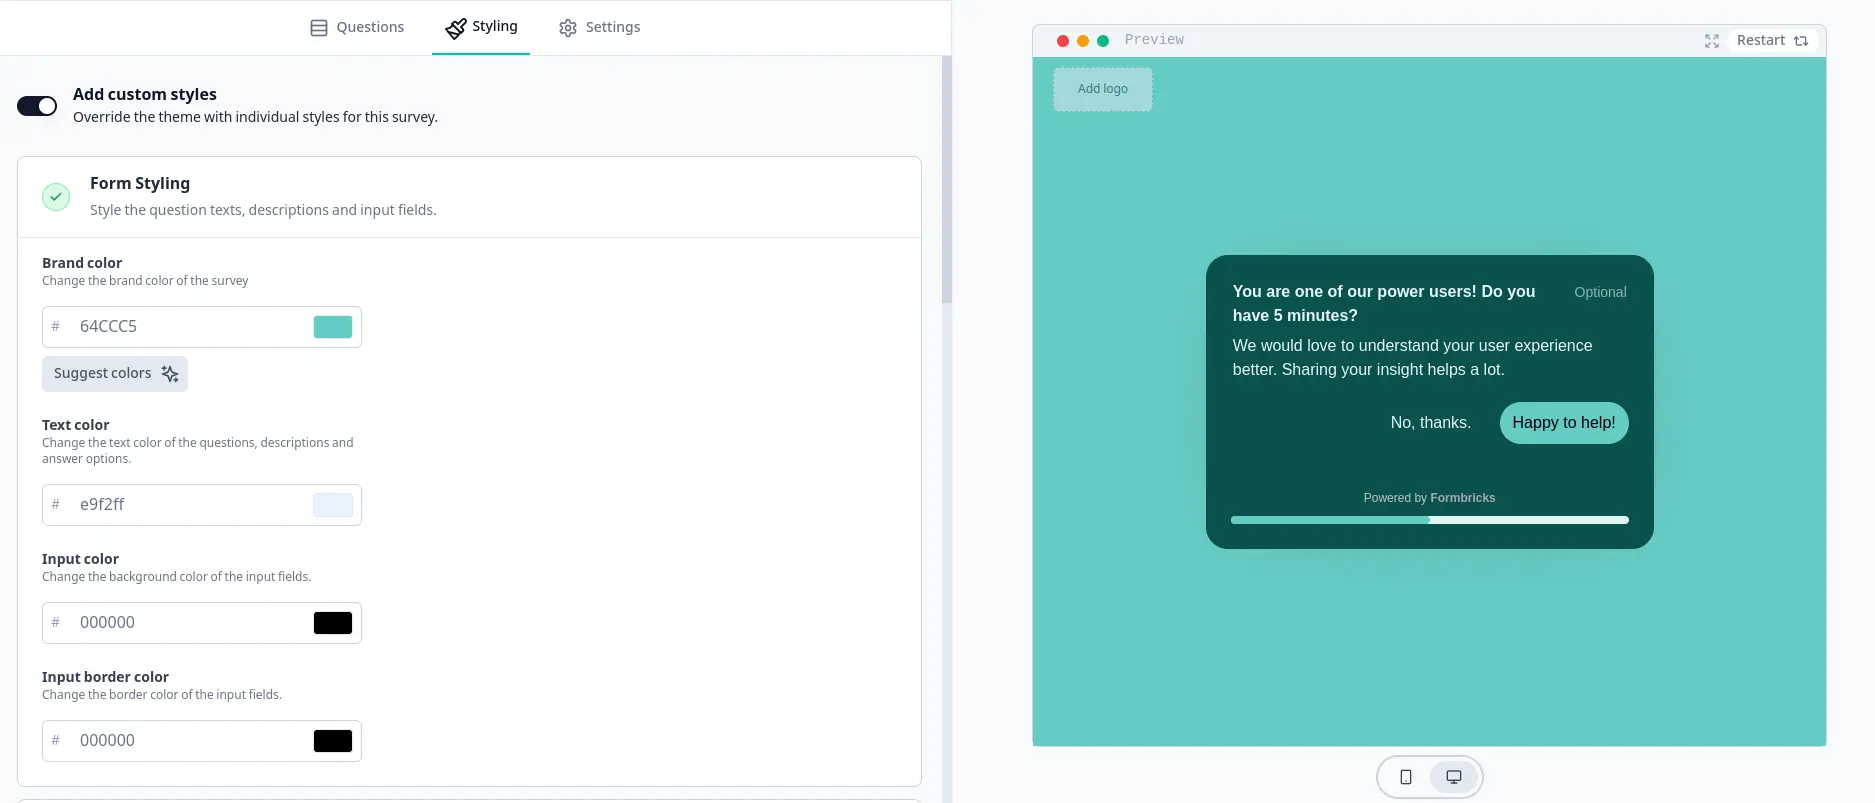 Questions
Styling
Settings
Add custom styles
Override the theme with individual styles for this survey.
Form Styling
Style the question texts, descriptions and input fields.
Brand color
Change the brand color of the survey
# 64CCC5
Suggest colors
Text color
Change the text color of the questions, descriptions and
answer options.
# e9f2ff
Input color
Change the background color of the input fields.
# 000000
Input border color
Change the border color of the input fields.
# 000000
Preview
Restart
Add logo
You are one of our power users! Do you
have 5 minutes?
Optional
We would love to understand your user experience
better. Sharing your insight helps a lot.
No, thanks.
Happy to help!
Powered by Formbricks